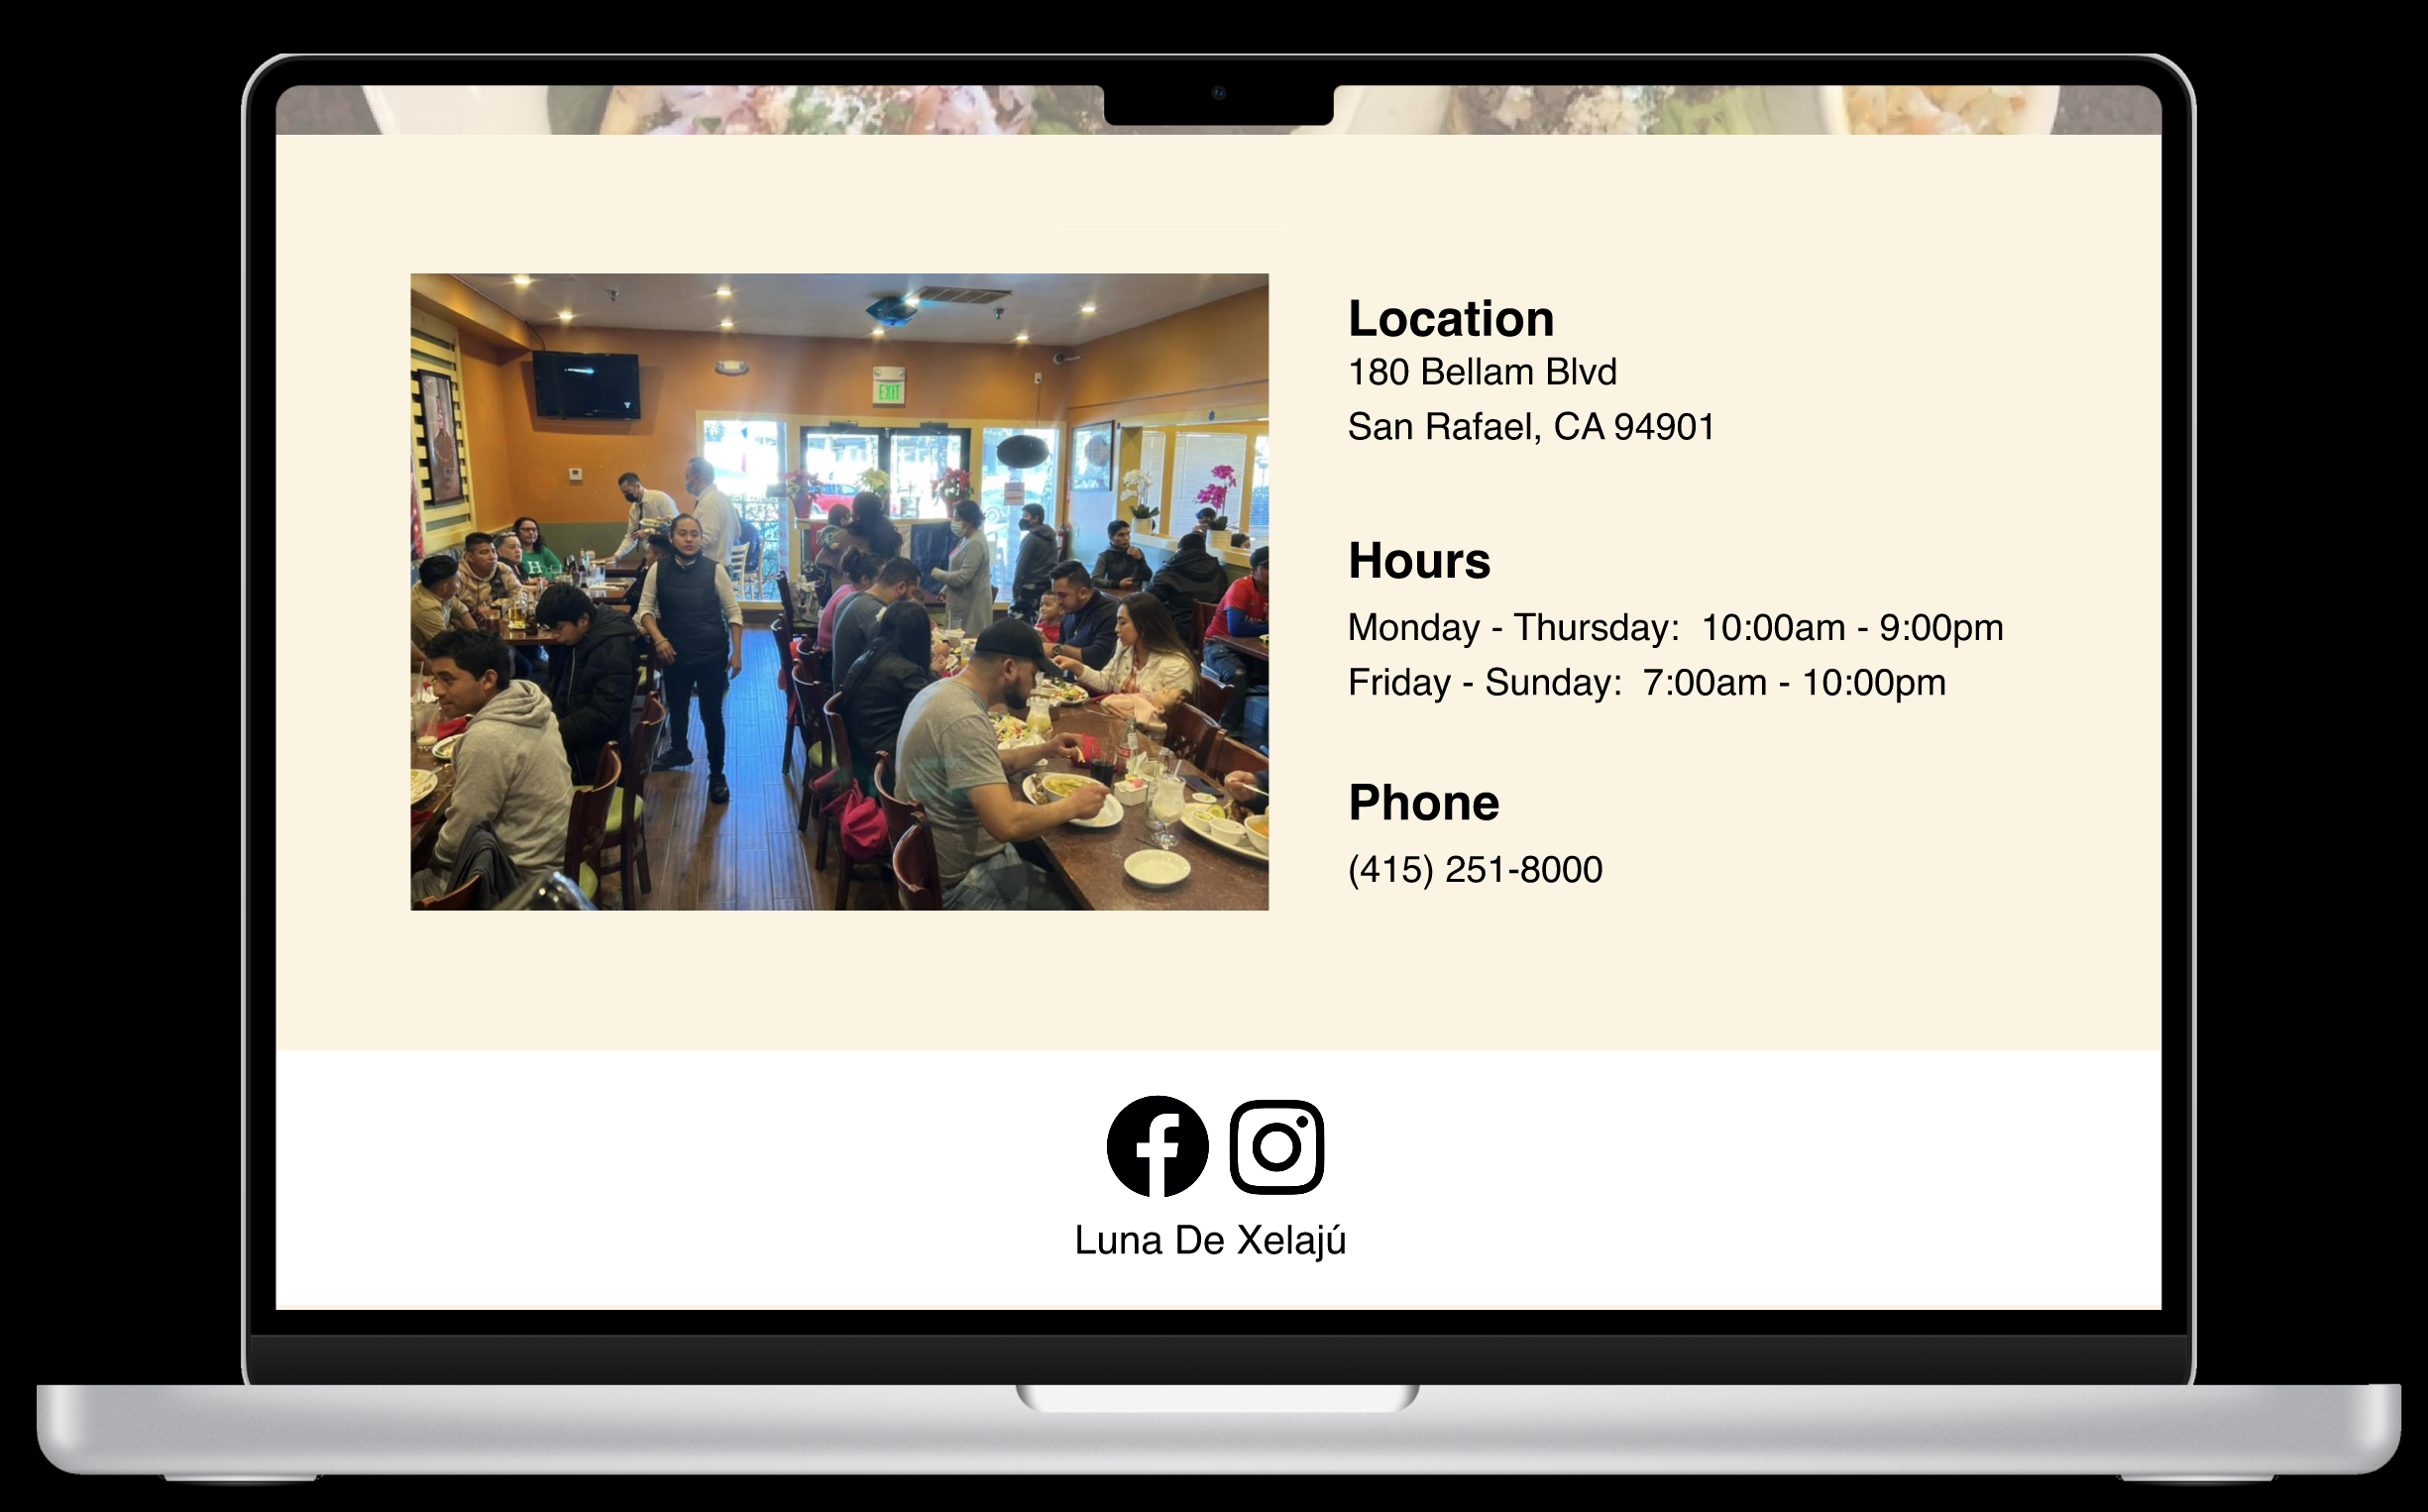 EXIT
H
Location
180 Bellam Blvd
San Rafael, CA 94901
Hours
Monday - Thursday:  10:00am - 9:00pm
Friday - Sunday:  7:00am - 10:00pm
Phone
(415) 251-8000
Luna De Xelajú